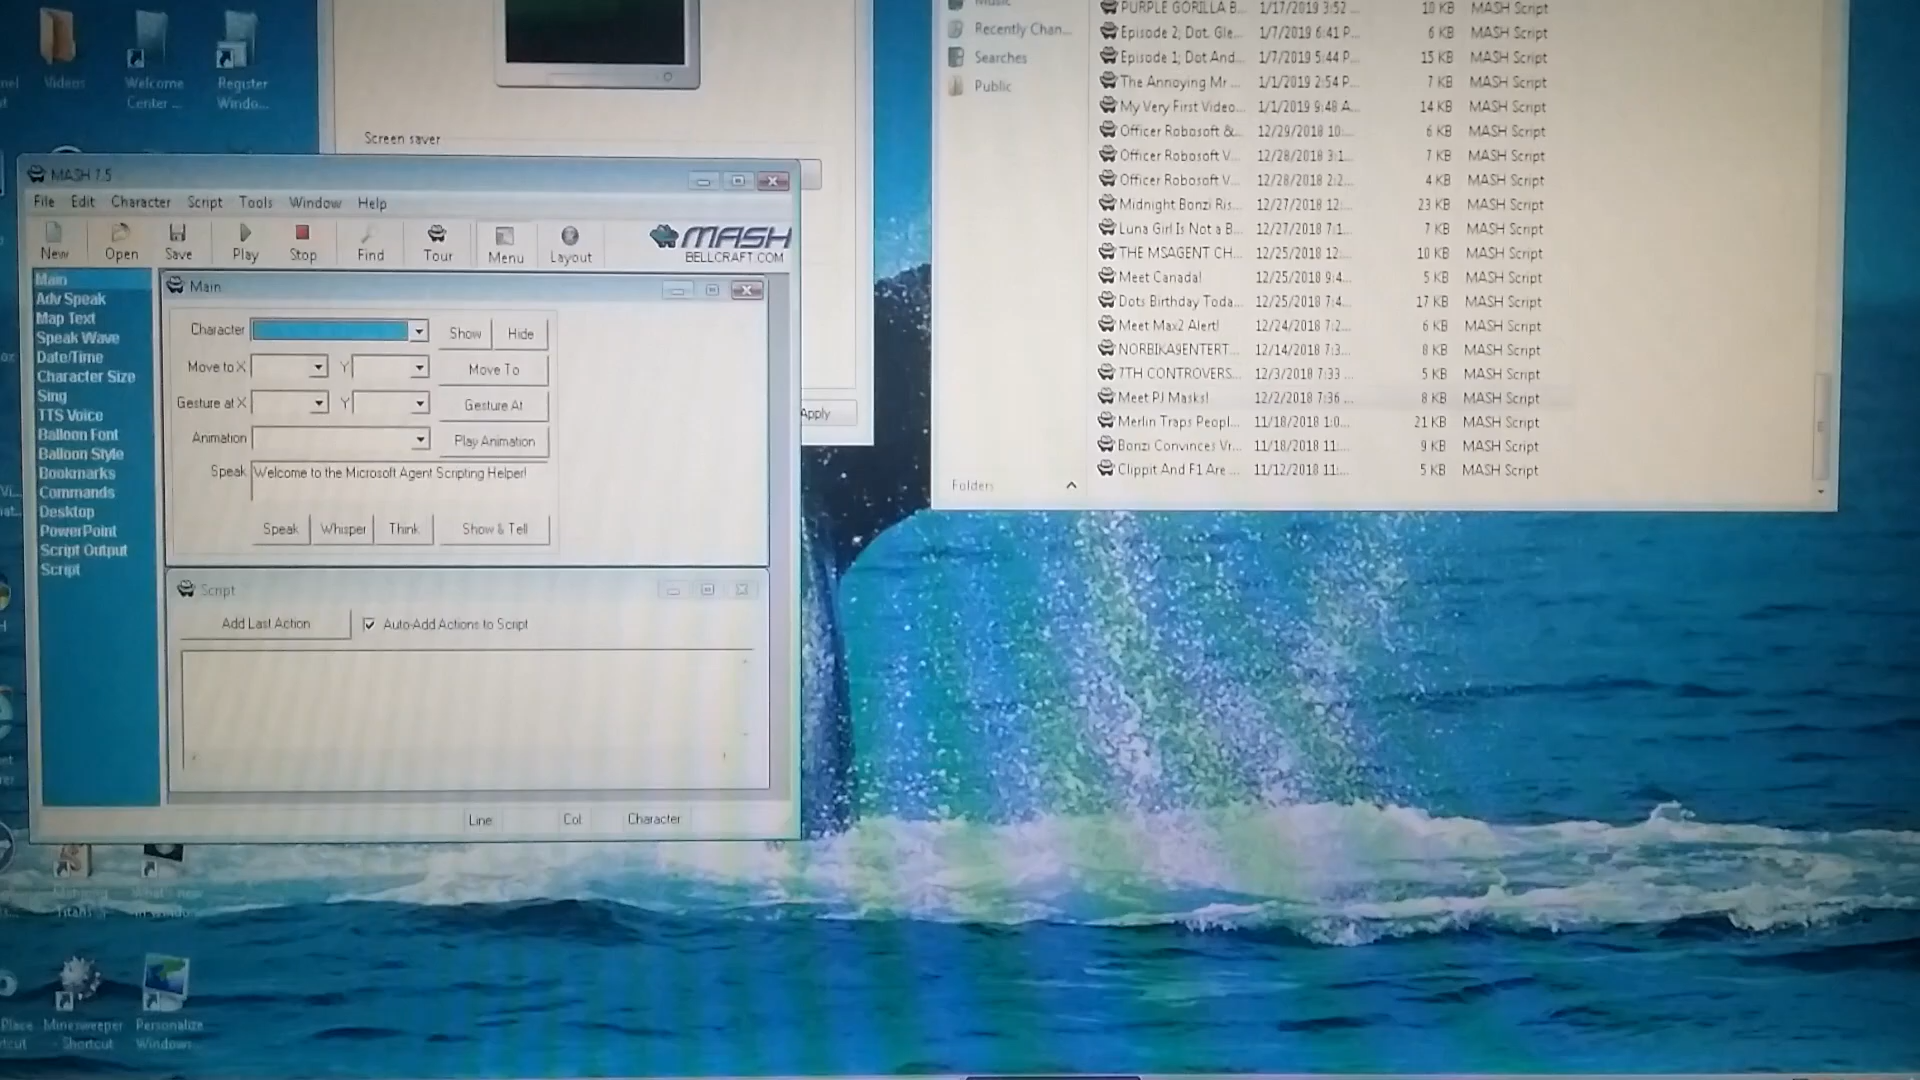 Videos
Welcome
Center ...
Register
Windo...
Screen saver
Apply
MASH 7.5
File Edit Character Script Tools Window Help
New Open Save Play Stop Find Tour Menu Layout
MASH
BELLCRAFT.COM
Main
Adv Speak
Map Text
Speak Wave
Date/Time
Character Size
Sing
TTS Voice
Balloon Font
Balloon Style
Bookmarks
Commands
Desktop
PowerPoint
Script Output
Script
Main
Character Show Hide
Move to X Y Move To
Gesture at X Y Gesture At
Animation Play Animation
Speak Welcome to the Microsoft Agent Scripting Helper!
Speak Whisper Think Show & Tell
Script
Add Last Action Auto-Add Actions to Script
Line Col Character
Music
Recently Chan...
Searches
Public
Folders
PURPLE GORILLA B... 1/17/2019 3:52 ... 10 KB MASH Script
Episode 2; Dot. Gle... 1/7/2019 6:41 P... 6 KB MASH Script
Episode 1; Dot And... 1/7/2019 5:44 P... 15 KB MASH Script
The Annoying Mr ... 1/1/2019 2:54 P... 7 KB MASH Script
My Very First Video... 1/1/2019 9:48 A... 14 KB MASH Script
Officer Robosoft &... 12/29/2018 10:... 6 KB MASH Script
Officer Robosoft V... 12/28/2018 3:1... 7 KB MASH Script
Officer Robosoft V... 12/28/2018 2:2... 4 KB MASH Script
Midnight Bonzi Ris... 12/27/2018 12:... 23 KB MASH Script
Luna Girl Is Not a B... 12/27/2018 7:1... 7 KB MASH Script
THE MSAGENT CH... 12/25/2018 12:... 10 KB MASH Script
Meet Canada! 12/25/2018 9:4... 5 KB MASH Script
Dots Birthday Toda... 12/25/2018 7:4... 17 KB MASH Script
Meet Max2 Alert! 12/24/2018 7:2... 6 KB MASH Script
NORBIKA9ENTERT... 12/14/2018 7:3... 8 KB MASH Script
7TH CONTROVERS... 12/3/2018 7:33 ... 5 KB MASH Script
Meet PJ Masks! 12/2/2018 7:36 ... 8 KB MASH Script
Merlin Traps Peopl... 11/18/2018 1:0... 21 KB MASH Script
Bonzi Convinces Vr... 11/18/2018 11:... 9 KB MASH Script
Clippit And F1 Are ... 11/12/2018 11:... 5 KB MASH Script
Titans
Minesweeper
- Shortcut
Personalize
Windows